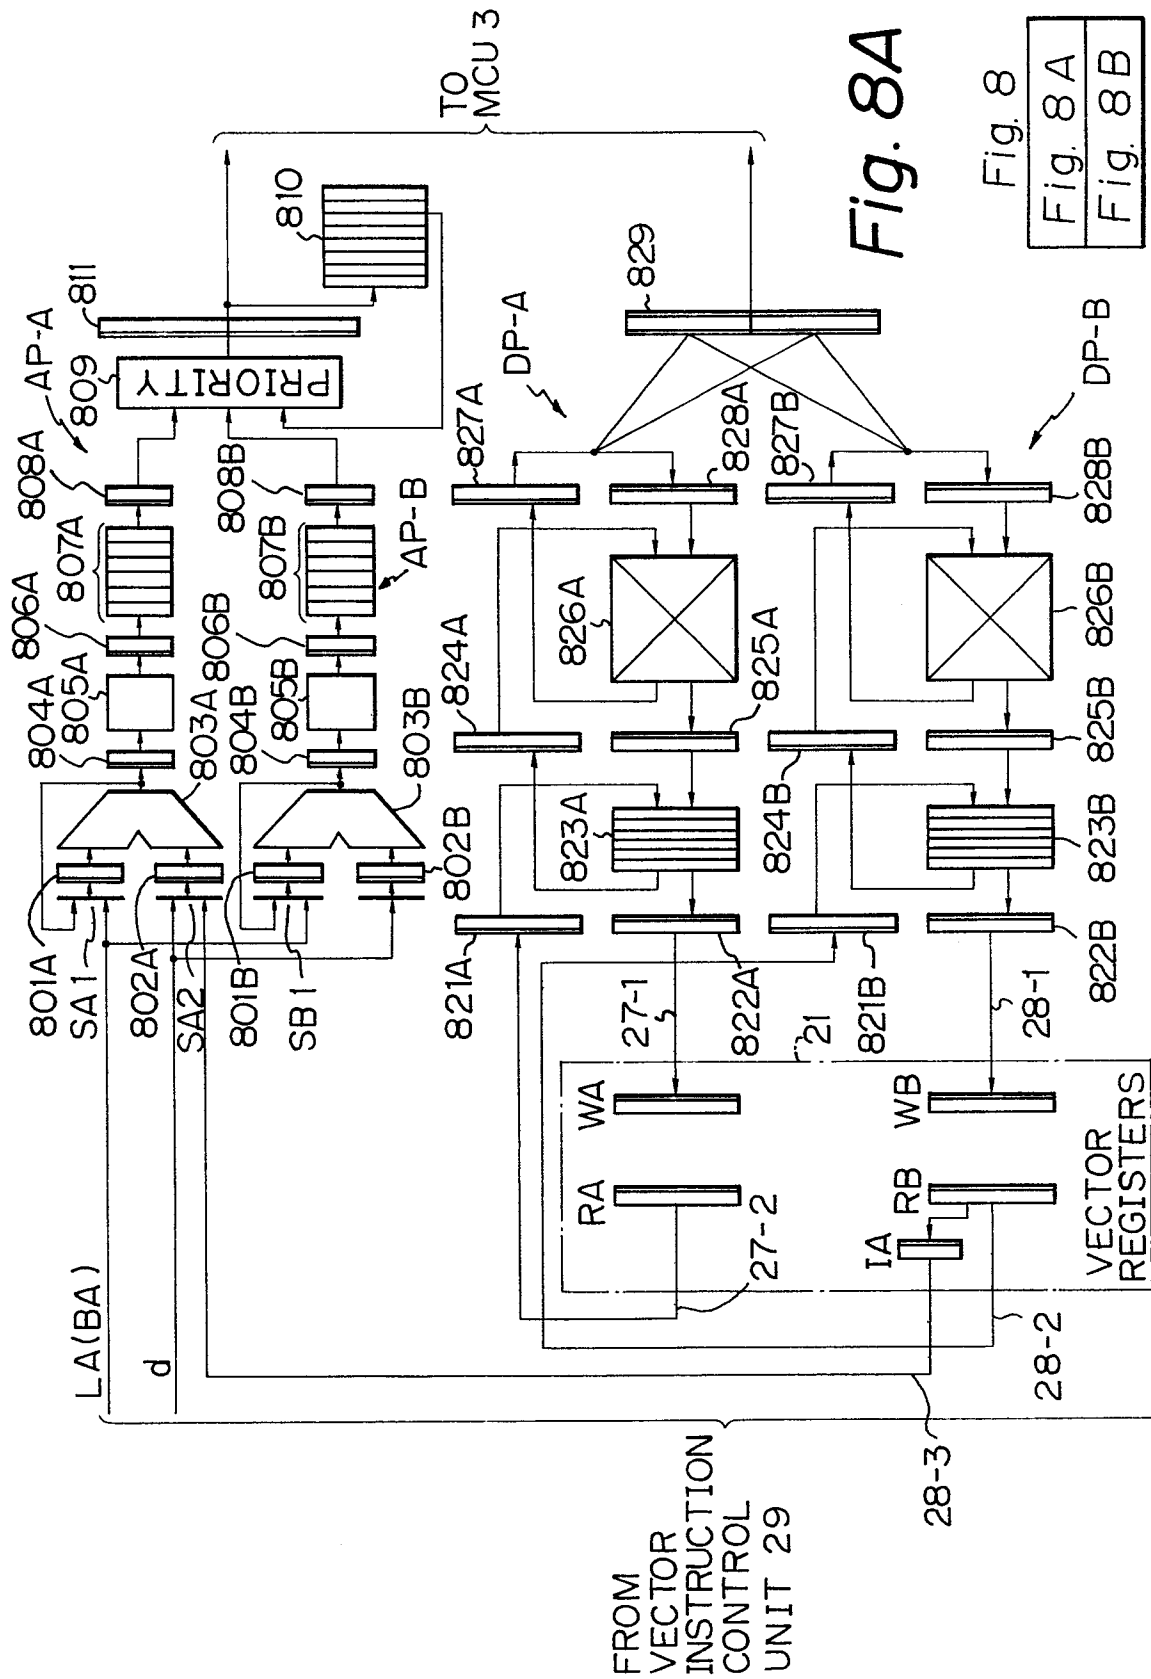 LA(BA)
d
FROM
VECTOR
INSTRUCTION
CONTROL
UNIT 29
28-3
801A
SA1
802A
SA2
801B
SB1
802B
803A
803B
804A
805A
804B
805B
806A
806B
807A
807B
808A
808B
AP-A
AP-B
809
PRIORITY
811
810
TO
MCU 3
821A
822A
823A
824A
825A
826A
827A
828A
DP-A
829
821B
822B
823B
824B
825B
826B
827B
828B
DP-B
27-1
27-2
28-1
28-2
21
RA
WA
IA
RB
WB
VECTOR
REGISTERS
Fig. 8A
Fig. 8
Fig. 8A
Fig. 8B